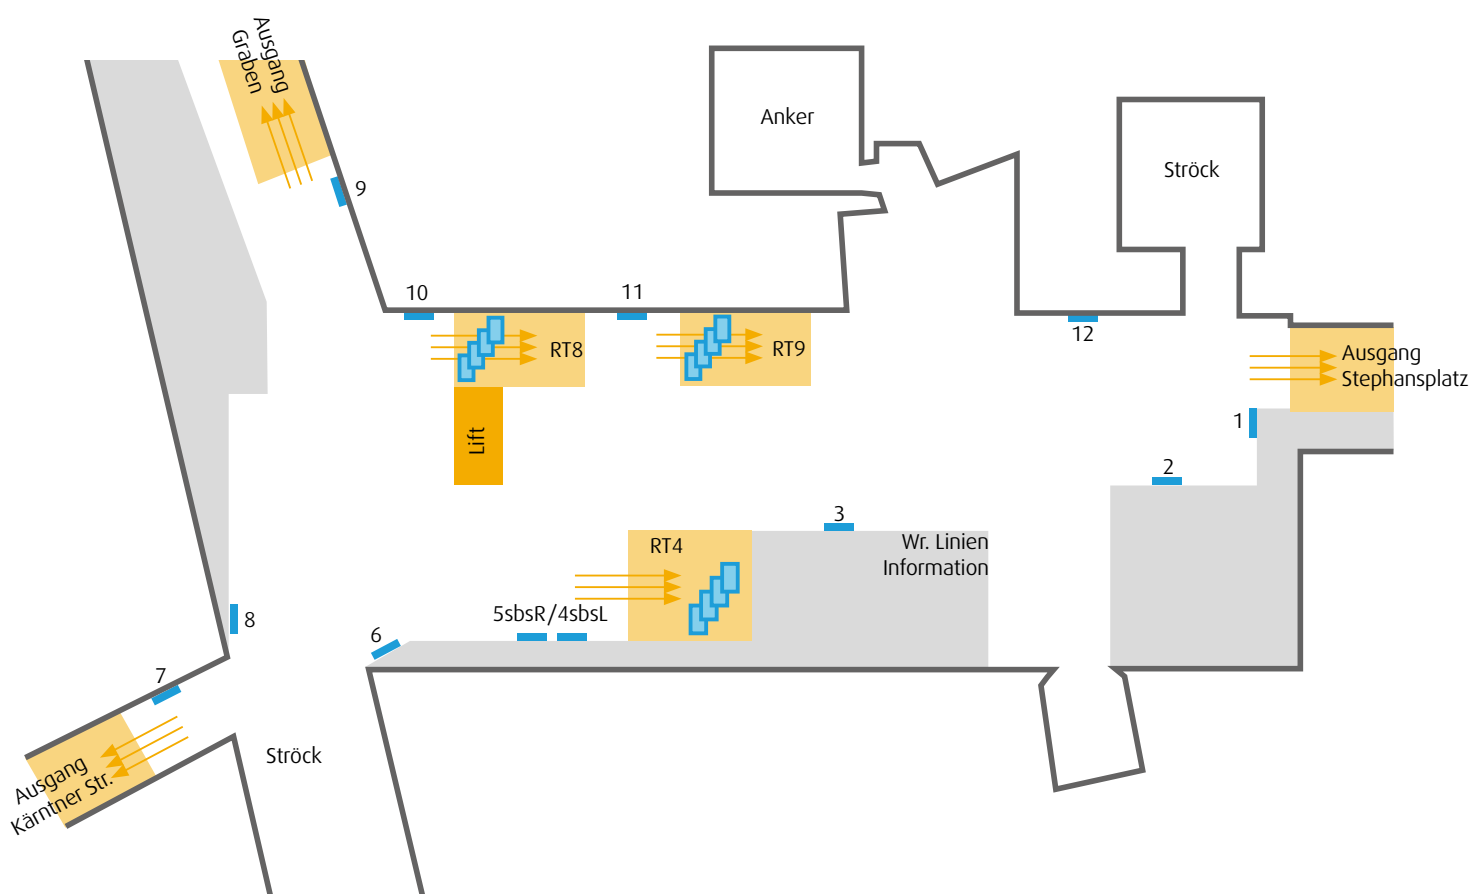 Ausgang
Graben
9
Anker
Ströck
10
11
12
RT8
RT9
Ausgang
Stephansplatz
Lift
1
2
3
RT4
Wr. Linien
Information
5sbsR/4sbsL
6
8
7
Ströck
Ausgang
Kärntner Str.